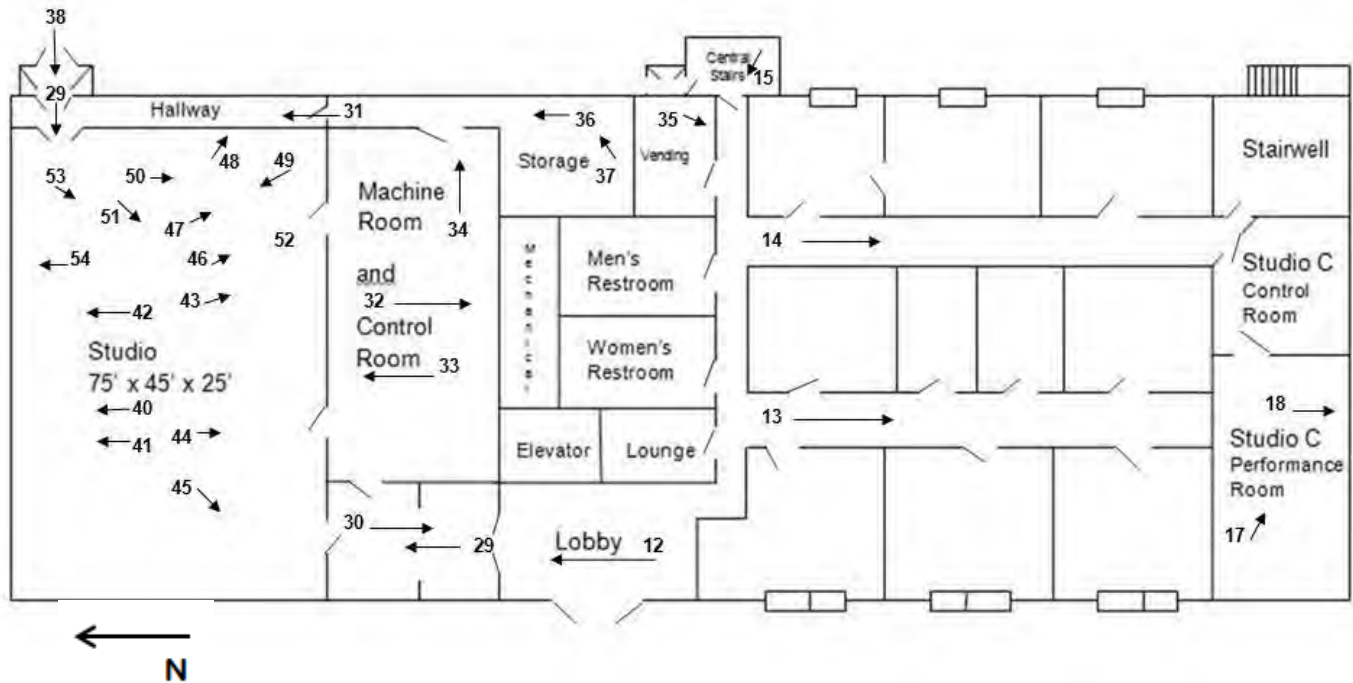 38
Central
Stairs 15
29
Hallway
31
36
35
48
49
Storage
Vending
37
Stairwell
53
50
Machine
Room
51
47
34
52
14
54
46
Mechanical
Men's
Restroom
Studio C
Control
Room
and
43
32
42
Control
Room
Studio
75' x 45' x 25'
33
Women's
Restroom
40
13
18
41
44
Elevator
Lounge
Studio C
Performance
Room
45
30
29
Lobby
12
17
N